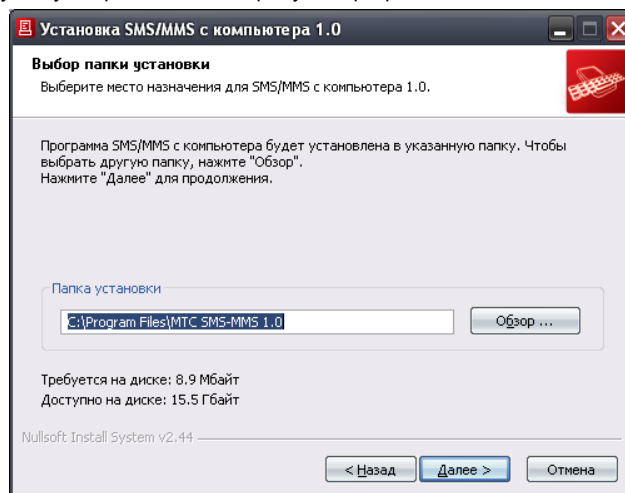 Установка SMS/MMS с компьютера 1.0
Выбор папки установки
Выберите место назначения для SMS/MMS с компьютера 1.0.
Программа SMS/MMS с компьютера будет установлена в указанную папку. Чтобы
выбрать другую папку, нажмте "Обзор".
Нажмите "Далее" для продолжения.
Папка установки
C:\Program Files\МТС SMS-MMS 1.0
Обзор ...
Требуется на диске: 8.9 Мбайт
Доступно на диске: 15.5 Гбайт
Nullsoft Install System v2.44
< Назад
Далее >
Отмена